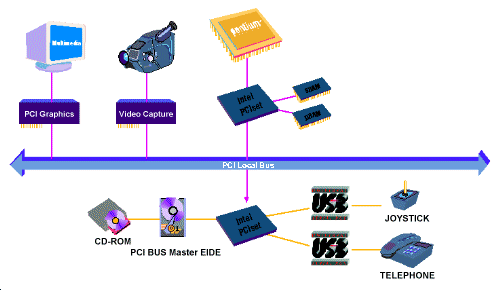 Multimedia
pentium
PCI Graphics
Video Capture
Intel
PCIset
PCI Local Bus
CD-ROM
PCI BUS Master EIDE
Intel
PCIset
USB
JOYSTICK
USB
TELEPHONE